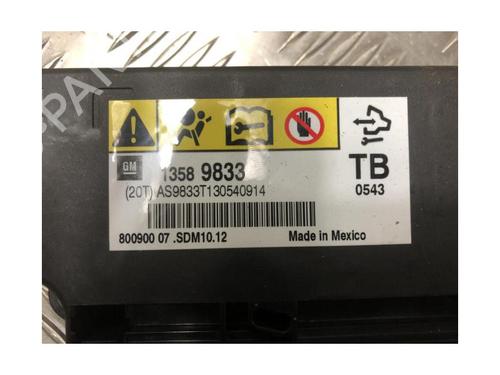 GM
1358 9833
(20T) AS9833T130540914
TB
0543
800900 07 .SDM10.12
Made in Mexico